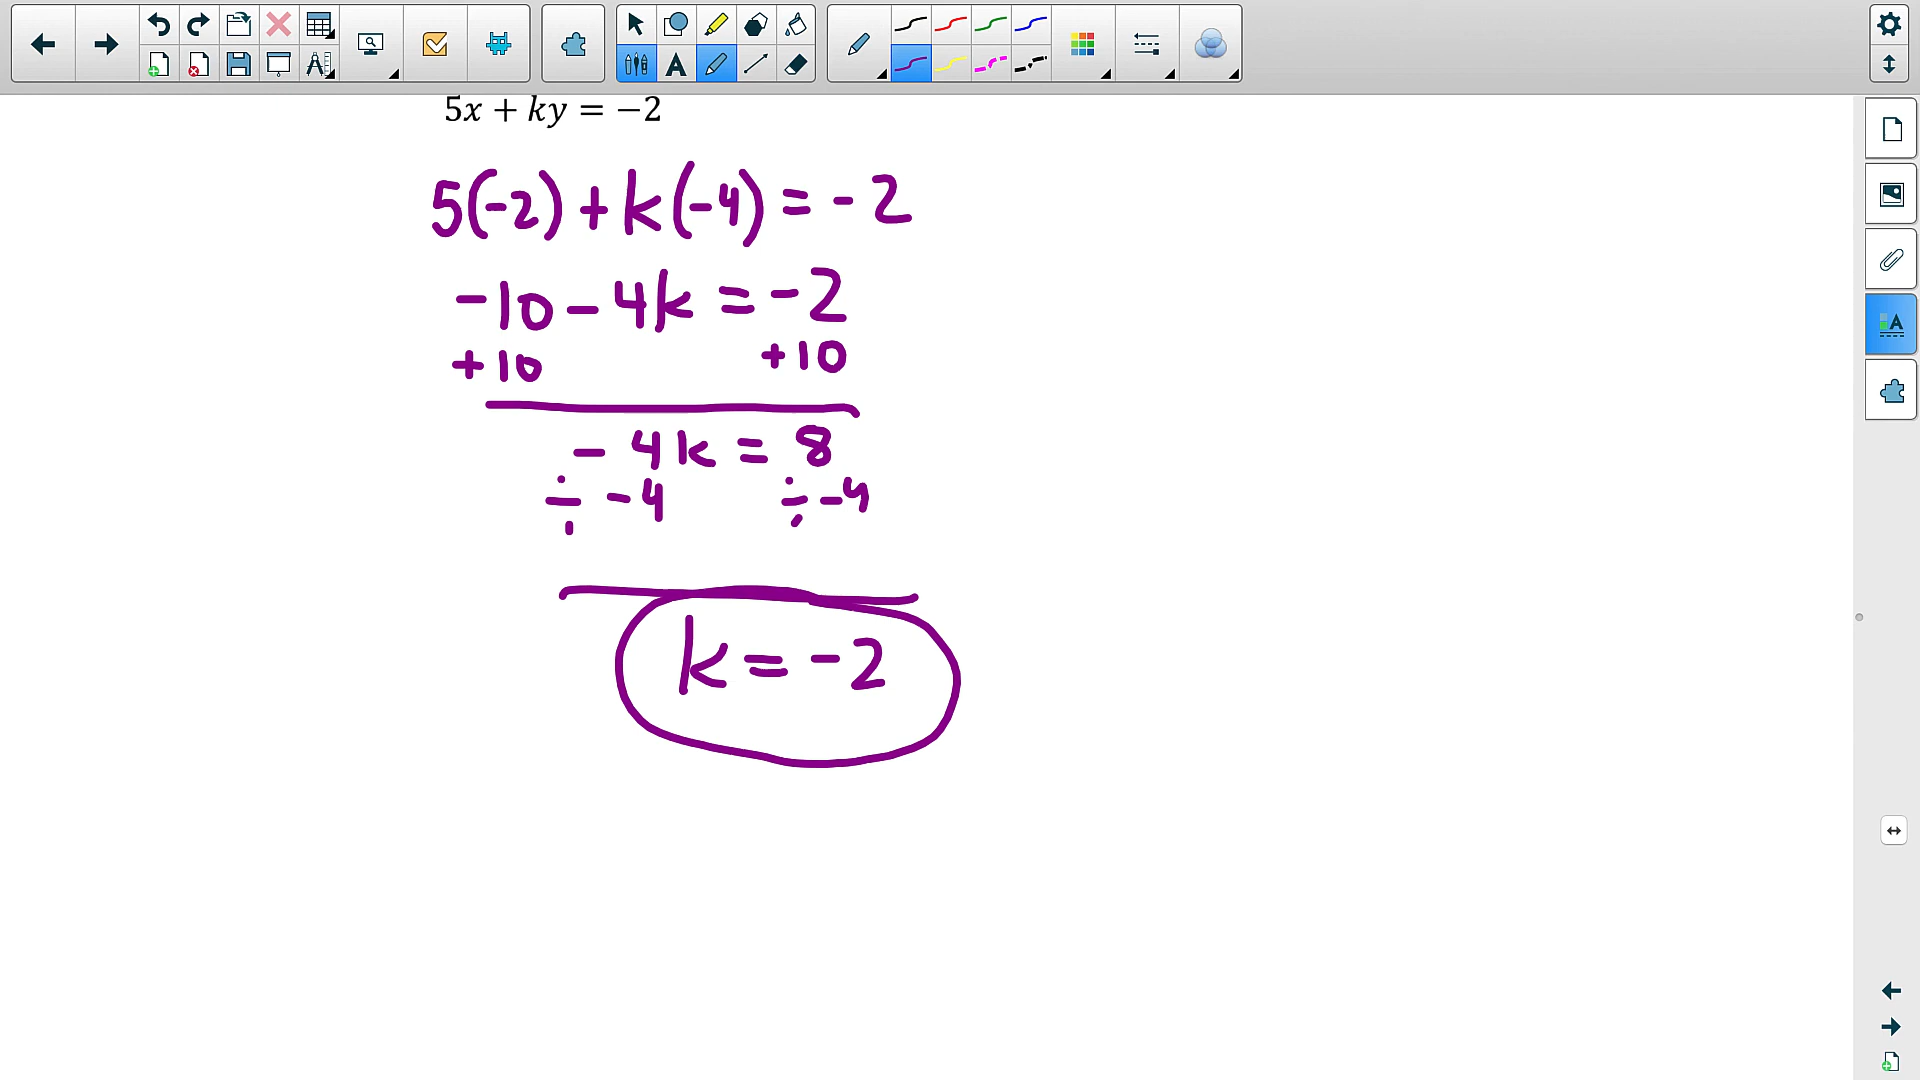 5x + ky = −2
5(-2) + k(-4) = -2
-10 - 4k = -2
+10 +10
- 4k = 8
÷ -4 ÷ -4
k = -2